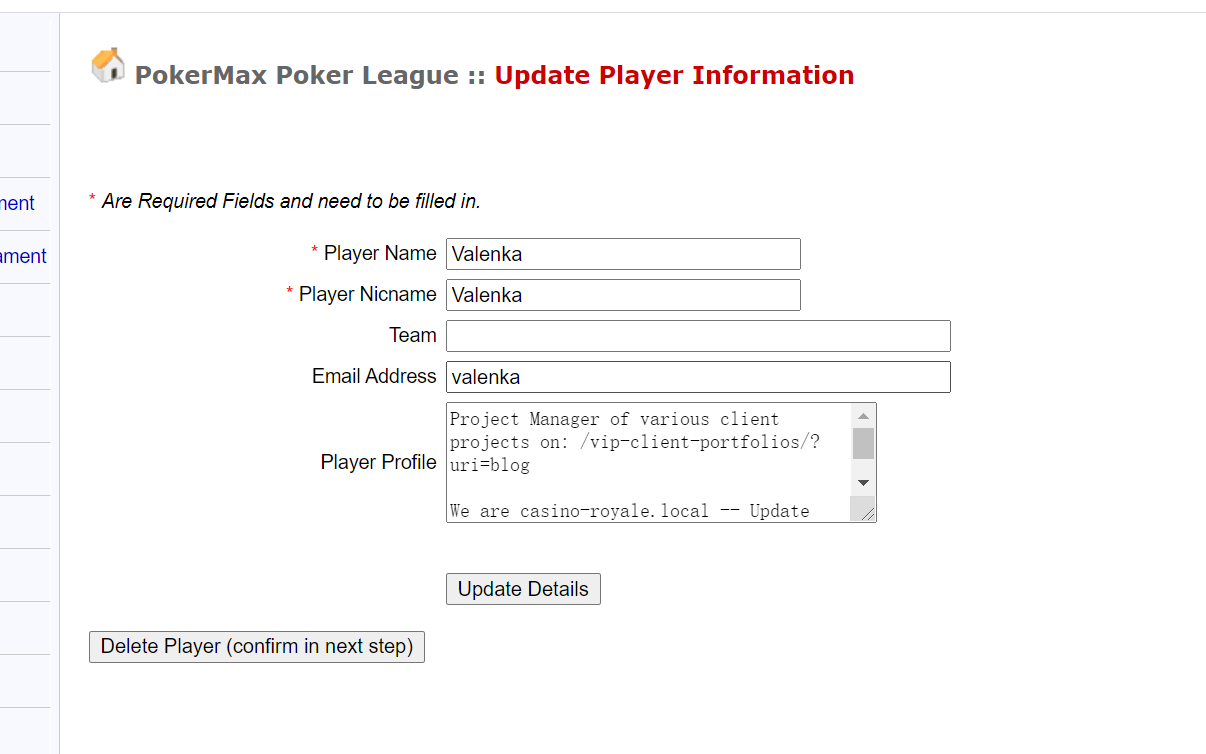 PokerMax Poker League :: Update Player Information
* Are Required Fields and need to be filled in.
ment
ament
* Player Name Valenka
* Player Nicname Valenka
Team
Email Address valenka
Player Profile
Project Manager of various client
projects on: /vip-client-portfolios/?
uri=blog
We are casino-royale.local -- Update
Update Details
Delete Player (confirm in next step)